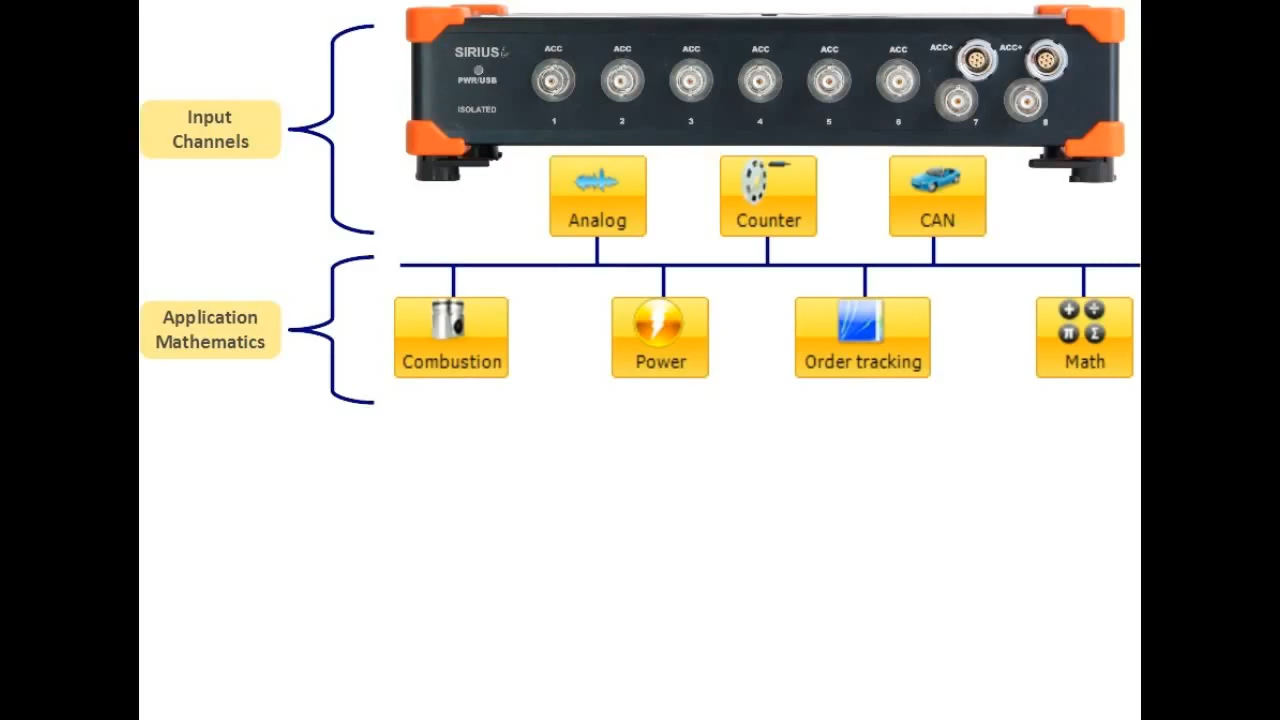 SIRIUSi
ACC ACC ACC ACC ACC ACC ACC+ ACC+
PWR/USB
ISOLATED
1 2 3 4 5 6 7 8
Input
Channels
Analog Counter CAN
Application
Mathematics
+ ÷
π Σ
Combustion Power Order tracking Math